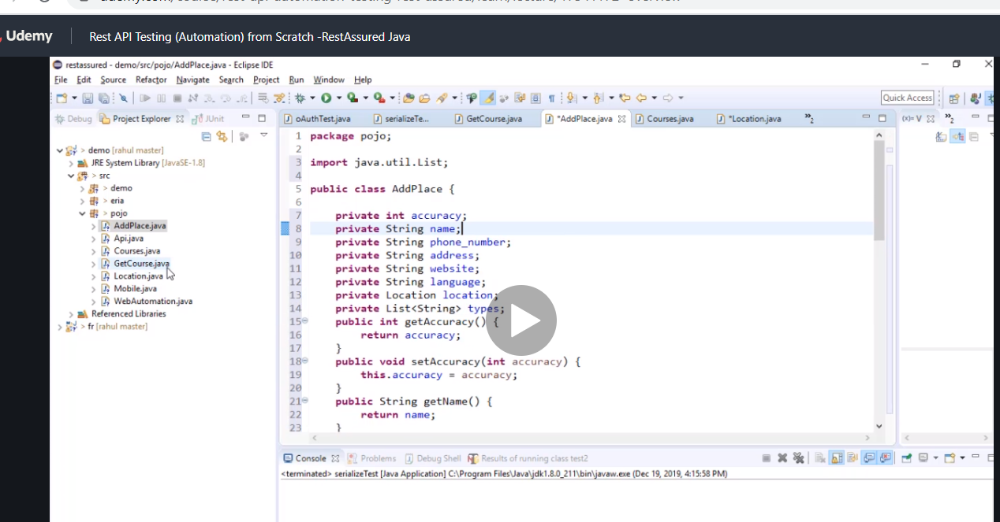 Udemy
Rest API Testing (Automation) from Scratch -RestAssured Java
restassured - demo/src/pojo/AddPlace.java - Eclipse IDE
File Edit Source Refactor Navigate Search Project Run Window Help
Quick Access
Debug Project Explorer JUnit
oAuthTest.java serializeTe... GetCourse.java *AddPlace.java Courses.java *Location.java »2
(x)= V »2
> demo [rahul master]
JRE System Library [JavaSE-1.8]
> src
> demo
> eria
> pojo
AddPlace.java
Api.java
Courses.java
GetCourse.java
Location.java
Mobile.java
WebAutomation.java
Referenced Libraries
> fr [rahul master]
1 package pojo;
2
3 import java.util.List;
4
5 public class AddPlace {
6
7 private int accuracy;
8 private String name;
9 private String phone_number;
10 private String address;
11 private String website;
12 private String language;
13 private Location location;
14 private List<String> types;
15 public int getAccuracy() {
16 return accuracy;
17 }
18 public void setAccuracy(int accuracy) {
19 this.accuracy = accuracy;
20 }
21 public String getName() {
22 return name;
23 }
Console Problems Debug Shell Results of running class test2
<terminated> serializeTest [Java Application] C:\Program Files\Java\jdk1.8.0_211\bin\javaw.exe (Dec 19, 2019, 4:15:58 PM)